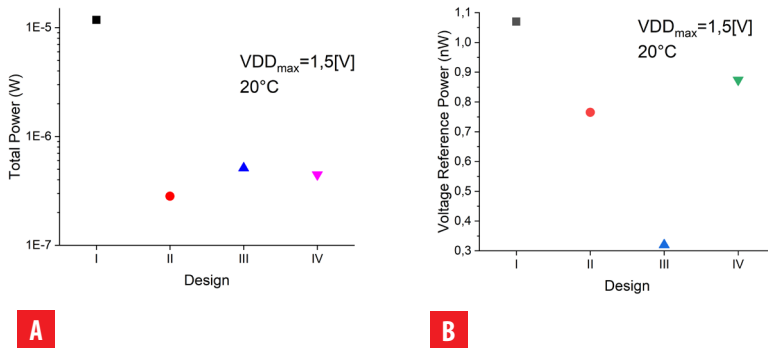 1E-5
1E-6
1E-7
Total Power (W)
VDDmax=1,5[V]
20°C
I II III IV
Design
A
1,1
1,0
0,9
0,8
0,7
0,6
0,5
0,4
0,3
Voltage Reference Power (nW)
VDDmax=1,5[V]
20°C
I II III IV
Design
B